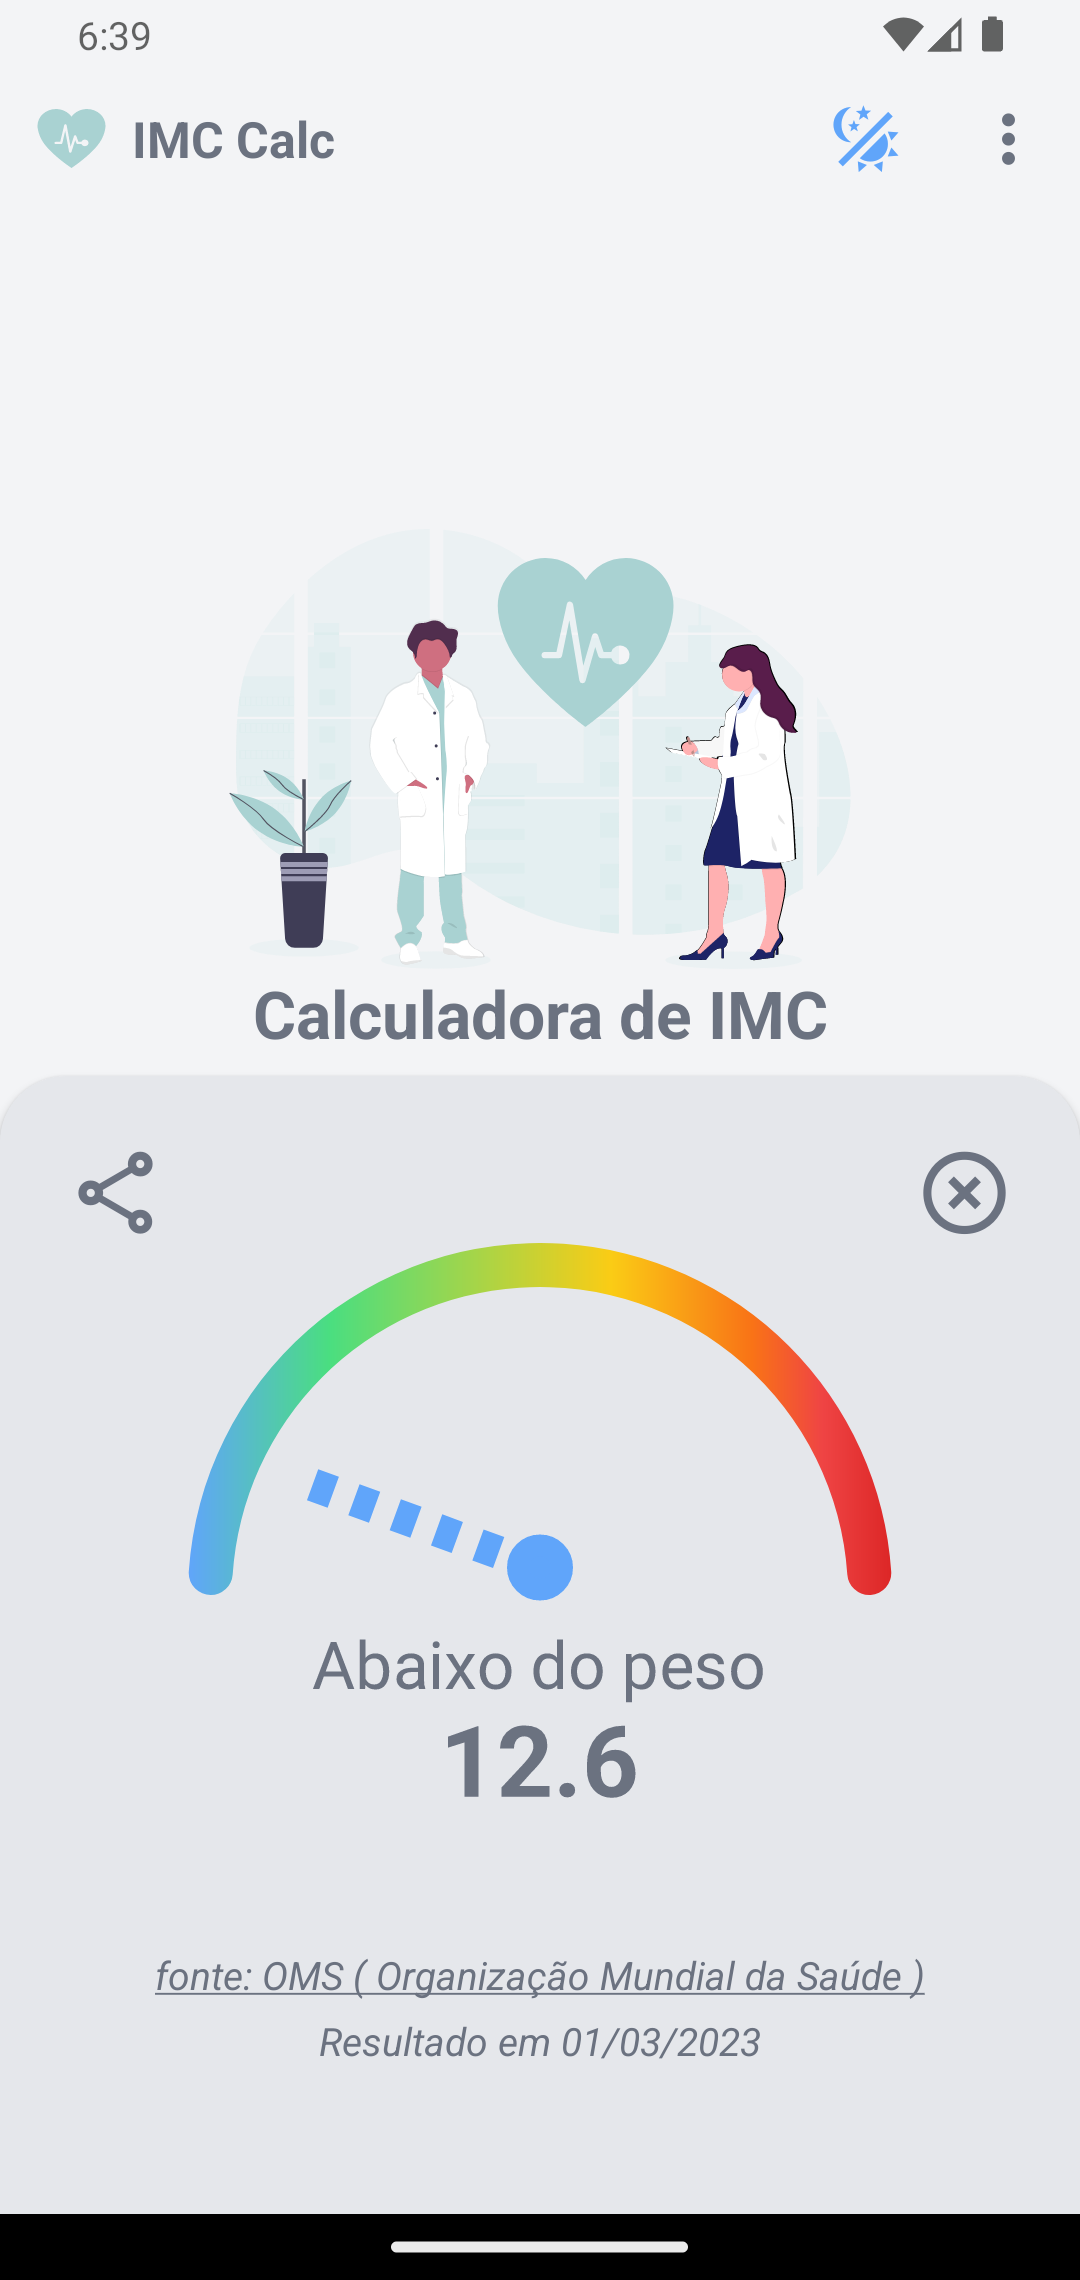 6:39
IMC Calc
Calculadora de IMC
Abaixo do peso
12.6
fonte: OMS ( Organização Mundial da Saúde )
Resultado em 01/03/2023